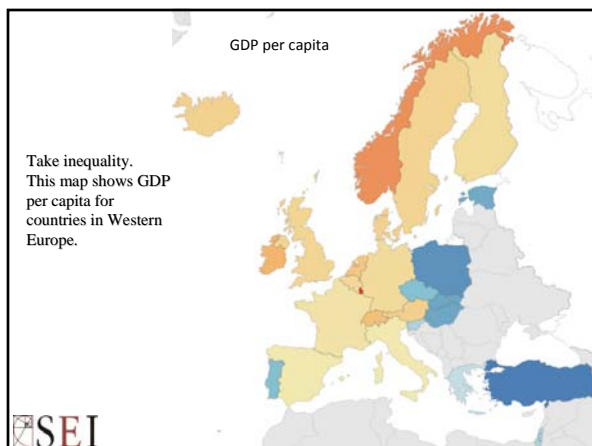 GDP per capita
Take inequality.
This map shows GDP
per capita for
countries in Western
Europe.
SEI